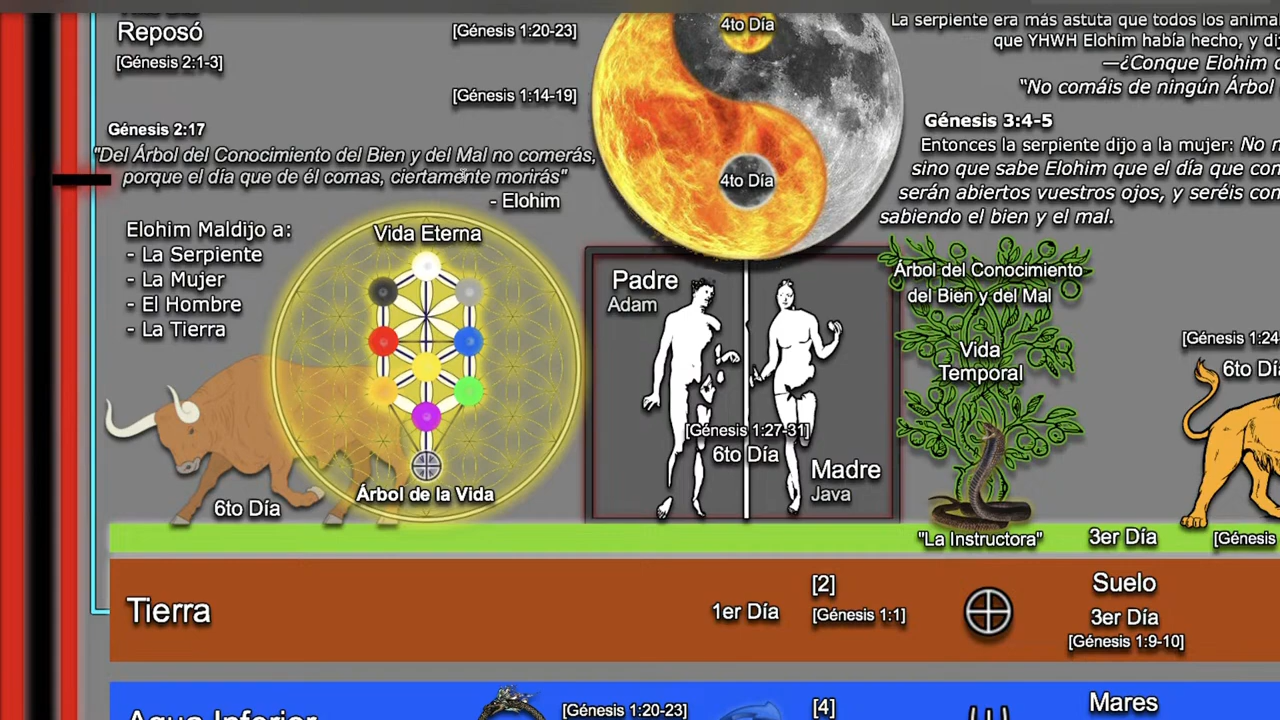 Reposó
[Génesis 2:1-3]
[Génesis 1:20-23]
[Génesis 1:14-19]
4to Día
4to Día
La serpiente era más astuta que todos los
que YHWH Elohim había hecho, y
—¿Conque Elohim
"No comáis de ningún Árbol
Génesis 3:4-5
Entonces la serpiente dijo a la mujer: No
sino que sabe Elohim que el día que
serán abiertos vuestros ojos, y seréis
sabiendo el bien y el mal.
Génesis 2:17
"Del Árbol del Conocimiento del Bien y del Mal no comerás,
porque el día que de él comas, ciertamente morirás"
- Elohim
Elohim Maldijo a:
- La Serpiente
- La Mujer
- El Hombre
- La Tierra
6to Día
Vida Eterna
Árbol de la Vida
Padre
Adam
[Génesis 1:27-31]
6to Día
Madre
Java
Árbol del Conocimiento
del Bien y del Mal
Vida
Temporal
"La Instructora"
3er Día
[Génesis 1:24
6to
[Génesis
Tierra
1er Día
[2]
[Génesis 1:1]
Suelo
3er Día
[Génesis 1:9-10]
Agua Inferior
[Génesis 1:20-23]
[4]
Mares